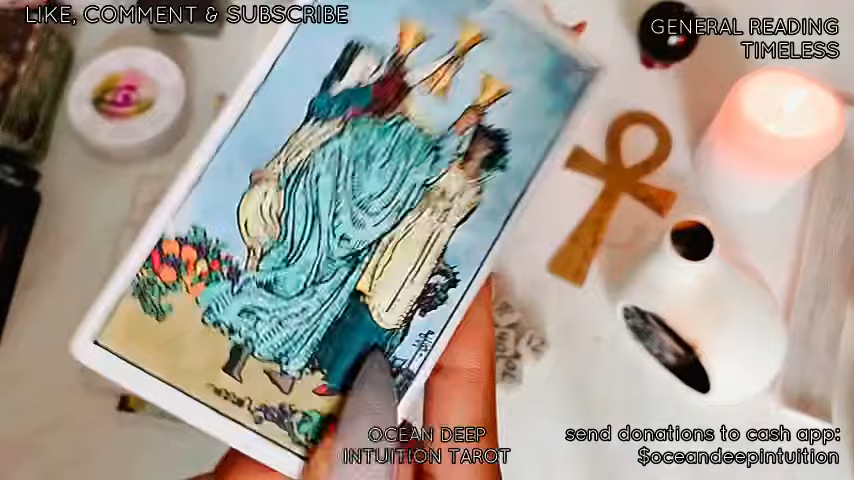 LIKE, COMMENT & SUBSCRIBE
GENERAL READING
TIMELESS
OCEAN DEEP
INTUITION TAROT
send donations to cash app:
$oceandeepintuition